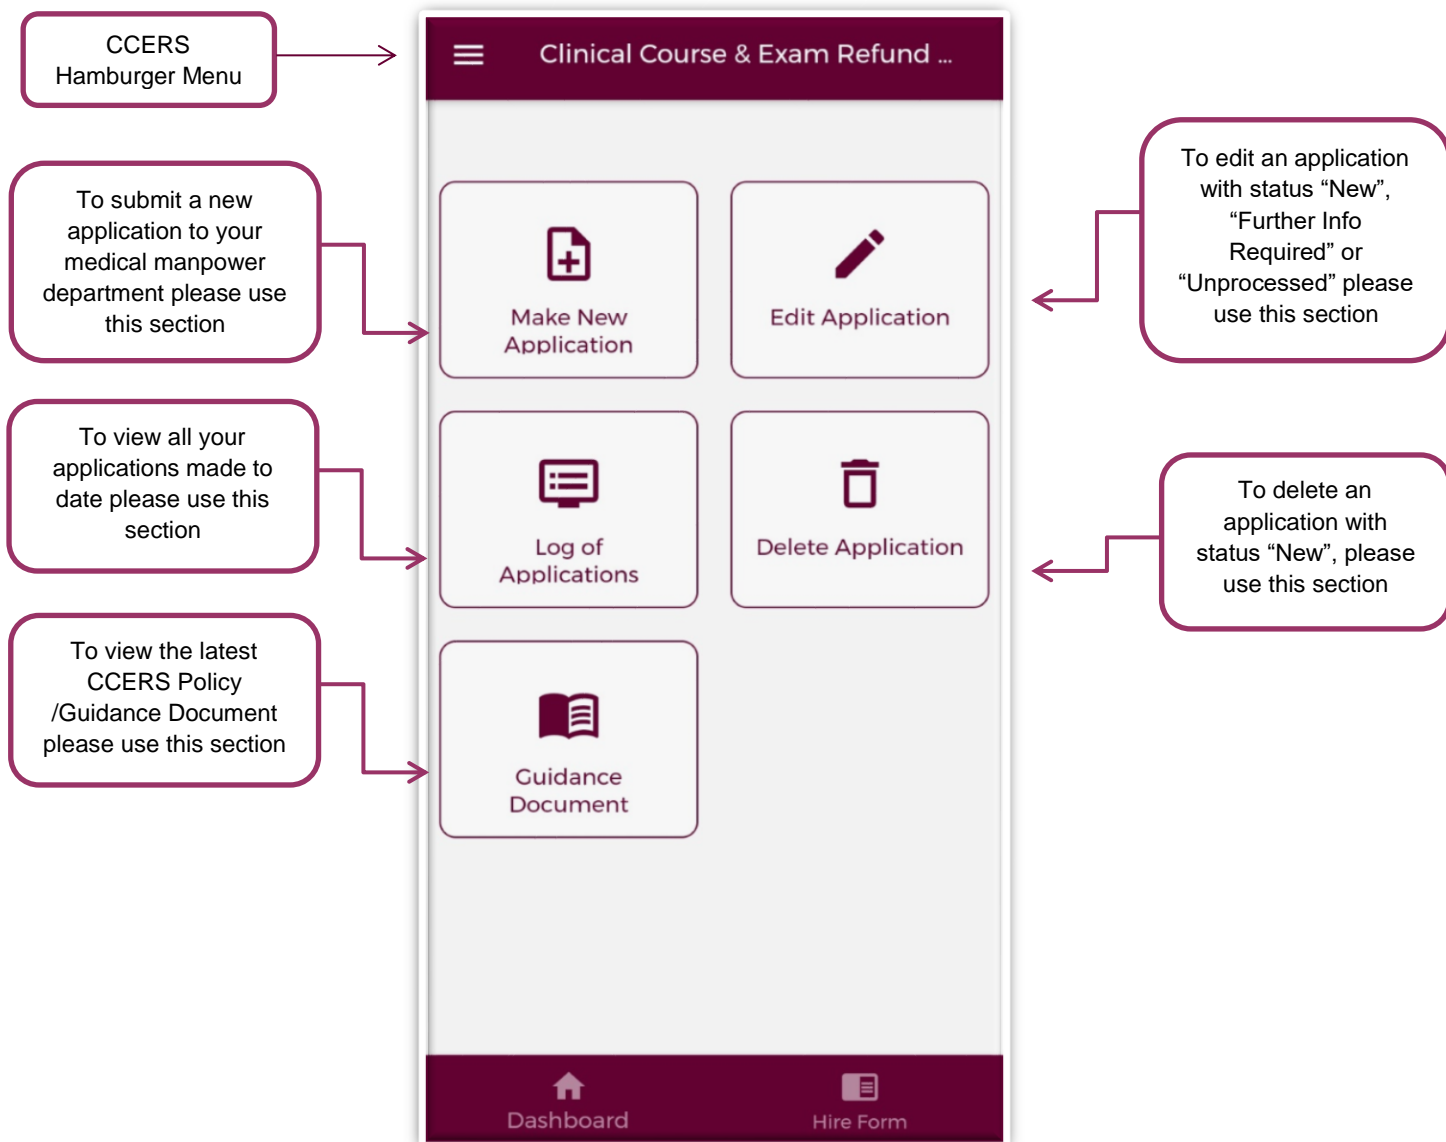 CCERS
Hamburger Menu
Clinical Course & Exam Refund ...
To submit a new
application to your
medical manpower
department please use
this section
To edit an application
with status “New”,
“Further Info
Required” or
“Unprocessed” please
use this section
Make New
Application
Edit Application
To view all your
applications made to
date please use this
section
To delete an
application with
status “New”, please
use this section
Log of
Applications
Delete Application
To view the latest
CCERS Policy
/Guidance Document
please use this section
Guidance
Document
Dashboard
Hire Form